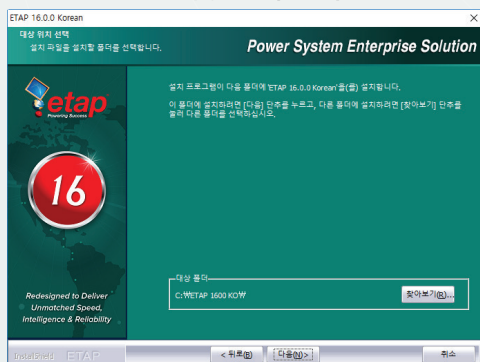 ETAP 16.0.0 Korean
대상 위치 선택
설치 파일을 설치할 폴더를 선택합니다.
Power System Enterprise Solution
etap
Powering Success
16
Redesigned to Deliver
Unmatched Speed,
Intelligence & Reliability
설치 프로그램이 다음 폴더에 'ETAP 16.0.0 Korean'을(를) 설치합니다.
이 폴더에 설치하려면 [다음] 단추를 누르고, 다른 폴더에 설치하려면 [찾아보기] 단추를
눌러 다른 폴더를 선택하십시오.
대상 폴더
C:₩ETAP 1600 KO₩
찾아보기(R)...
InstallShield ETAP
< 뒤로(B)
다음(N)>
취소